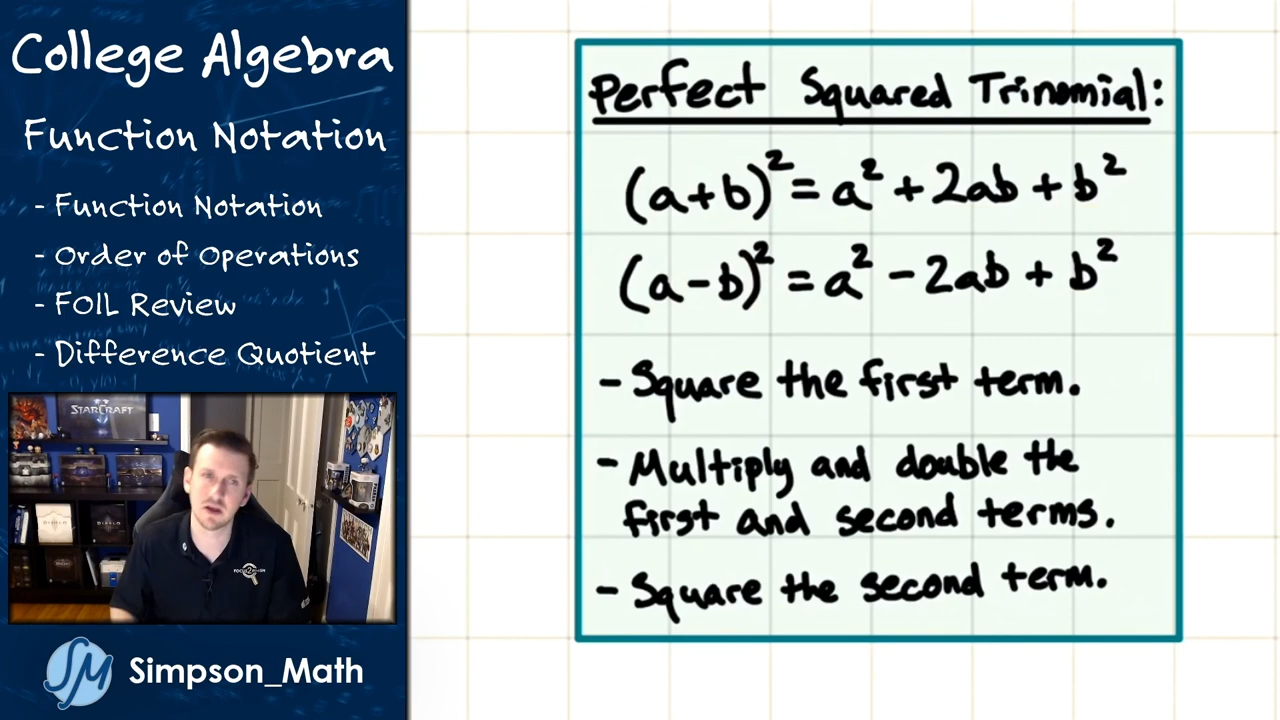 College Algebra
Function Notation
- Function Notation
- Order of Operations
- FOIL Review
- Difference Quotient
STARCRAFT
DIABLO
SM Simpson_Math
Perfect Squared Trinomial:
(a+b)² = a² + 2ab + b²
(a-b)² = a² - 2ab + b²
- Square the first term.
- Multiply and double the
first and second terms.
- Square the second term.